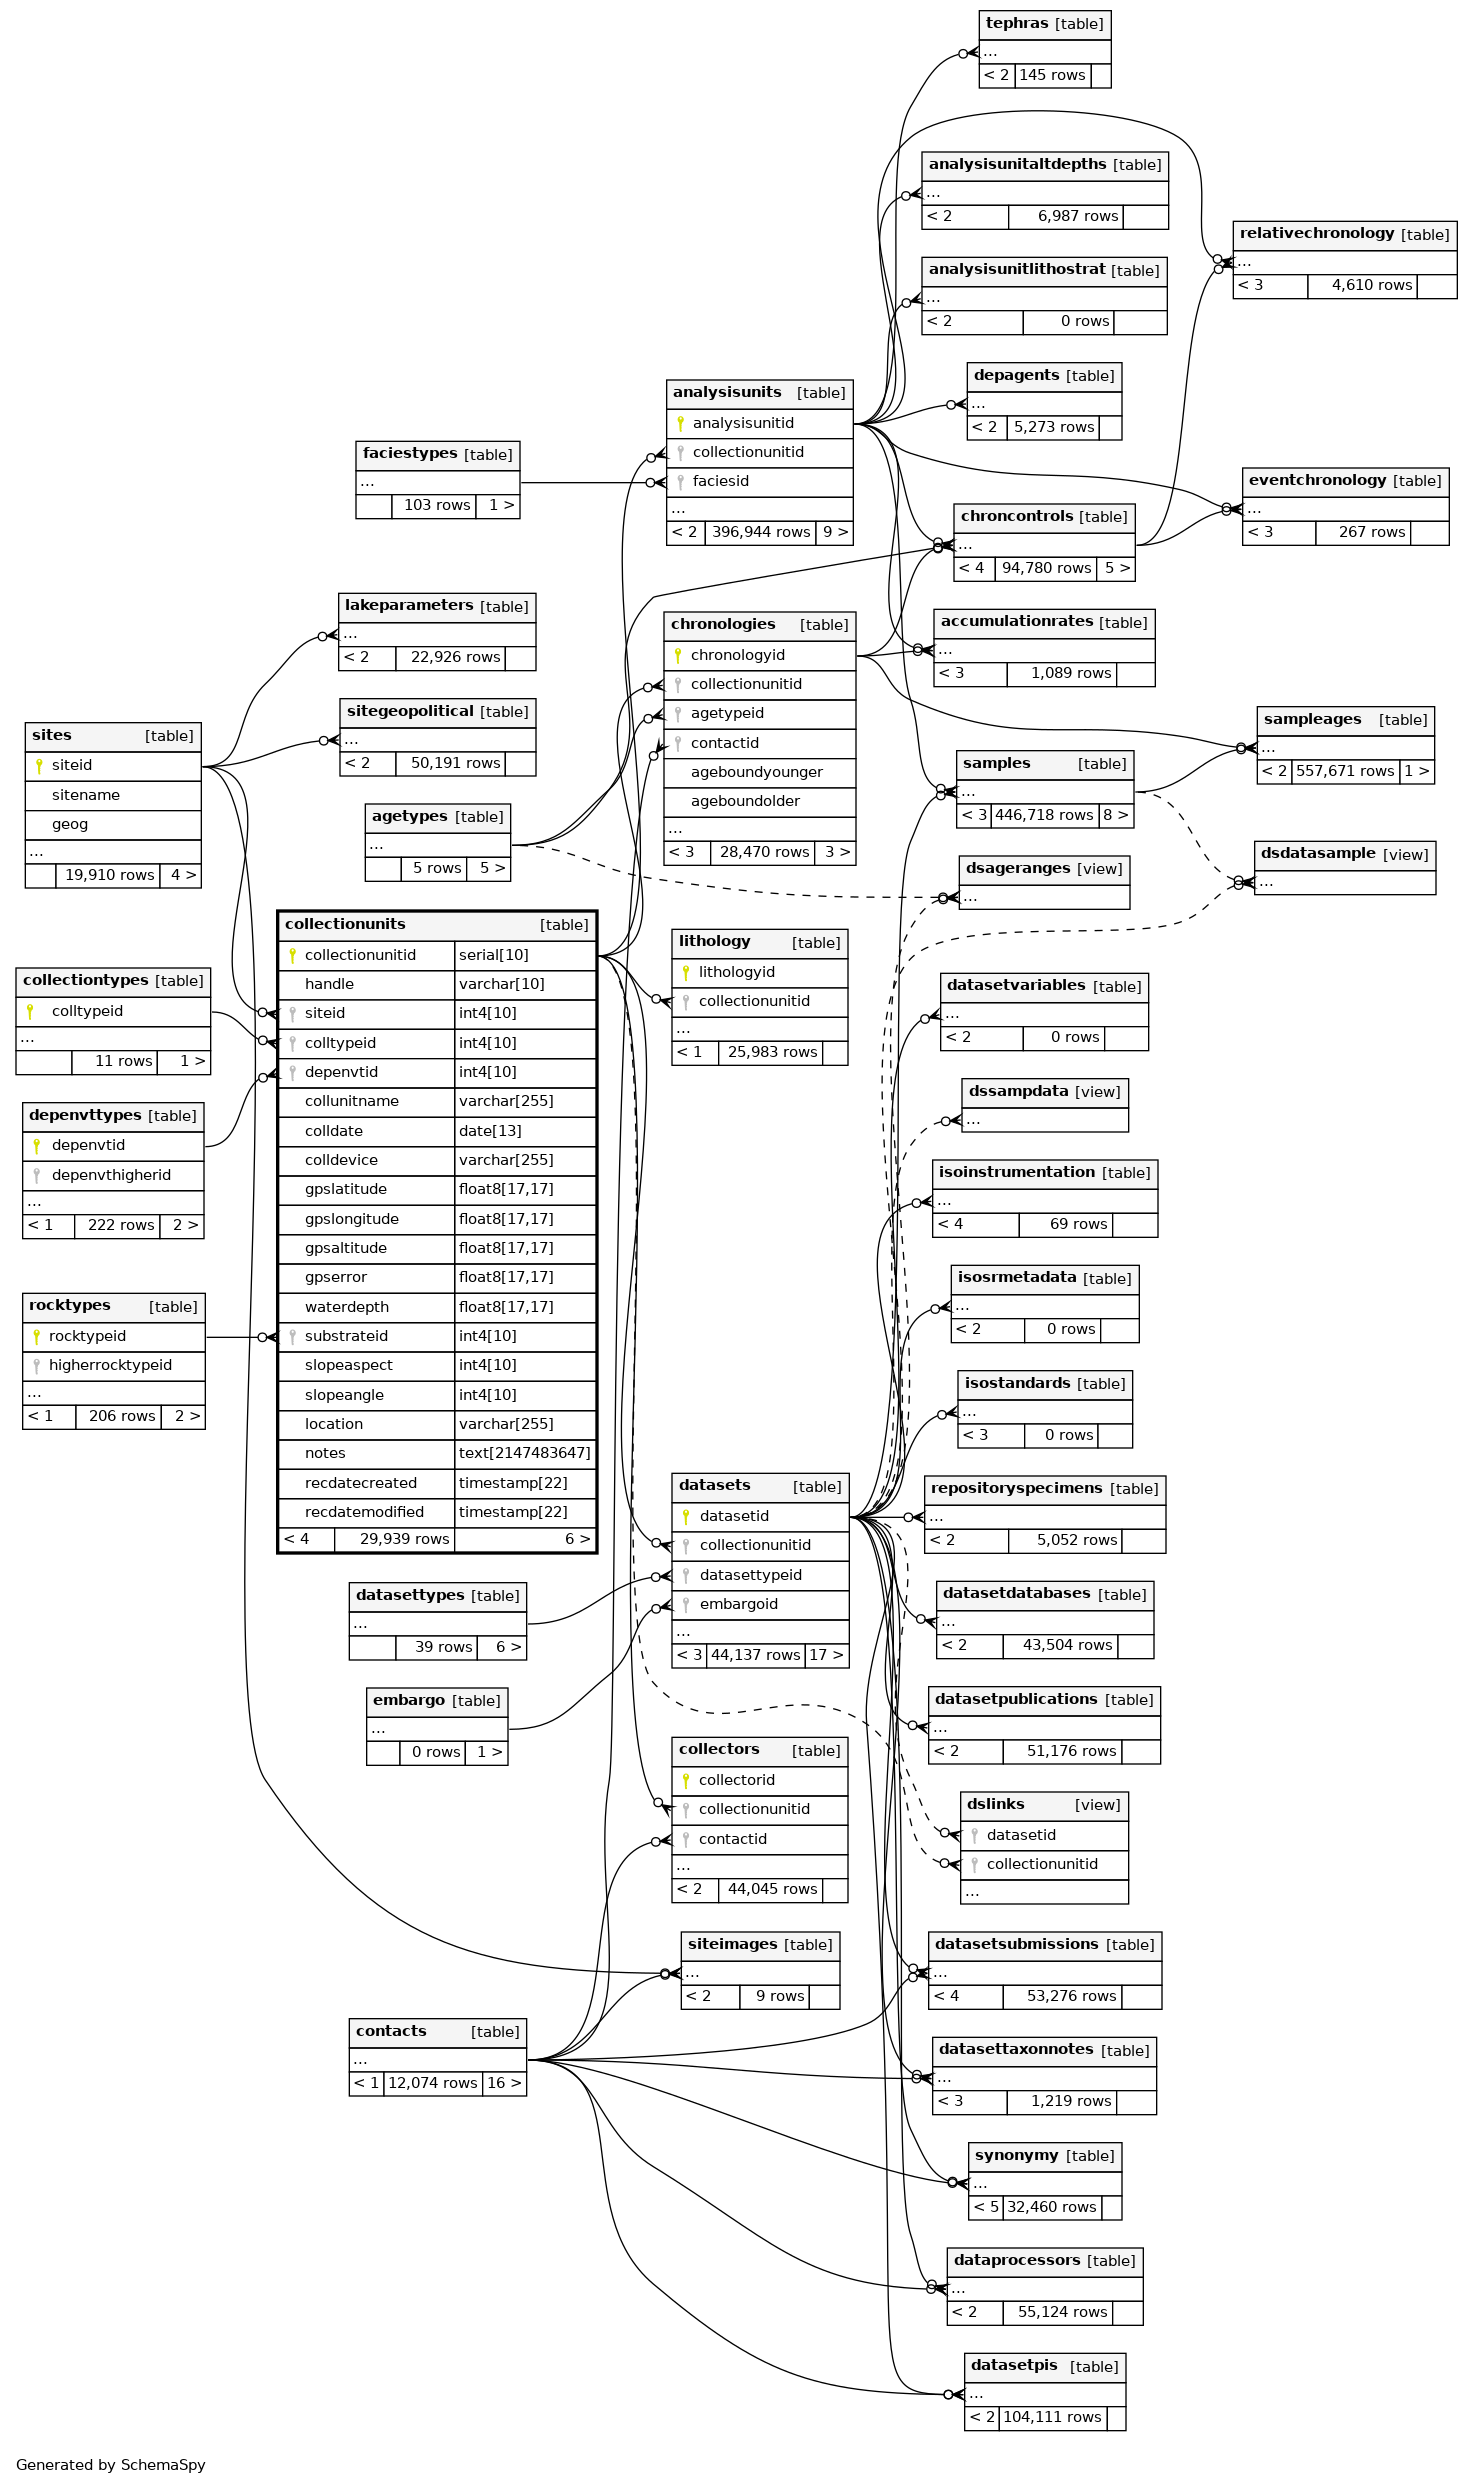 tephras [table]
...
< 2 145 rows
analysisunitaltdepths [table]
...
< 2 6,987 rows
relativechronology [table]
...
< 3 4,610 rows
analysisunitlithostrat [table]
...
< 2 0 rows
depagents [table]
...
< 2 5,273 rows
analysisunits [table]
analysisunitid
collectionunitid
faciesid
...
< 2 396,944 rows 9 >
faciestypes [table]
...
103 rows 1 >
eventchronology [table]
...
< 3 267 rows
chroncontrols [table]
...
< 4 94,780 rows 5 >
lakeparameters [table]
...
< 2 22,926 rows
chronologies [table]
chronologyid
collectionunitid
agetypeid
contactid
ageboundyounger
ageboundolder
...
< 3 28,470 rows 3 >
accumulationrates [table]
...
< 3 1,089 rows
sitegeopolitical [table]
...
< 2 50,191 rows
sites [table]
siteid
sitename
geog
...
19,910 rows 4 >
sampleages [table]
...
< 2 557,671 rows 1 >
samples [table]
...
< 3 446,718 rows 8 >
agetypes [table]
...
5 rows 5 >
dsageranges [view]
...
dsdatasample [view]
...
collectionunits [table]
collectionunitid serial[10]
handle varchar[10]
siteid int4[10]
colltypeid int4[10]
depenvtid int4[10]
collunitname varchar[255]
colldate date[13]
colldevice varchar[255]
gpslatitude float8[17,17]
gpslongitude float8[17,17]
gpsaltitude float8[17,17]
gpserror float8[17,17]
waterdepth float8[17,17]
substrateid int4[10]
slopeaspect int4[10]
slopeangle int4[10]
location varchar[255]
notes text[2147483647]
recdatecreated timestamp[22]
recdatemodified timestamp[22]
< 4 29,939 rows 6 >
lithology [table]
lithologyid
collectionunitid
...
< 1 25,983 rows
collectiontypes [table]
colltypeid
...
11 rows 1 >
datasetvariables [table]
...
< 2 0 rows
depenvttypes [table]
depenvtid
depenvthigherid
...
< 1 222 rows 2 >
dssampdata [view]
...
isoinstrumentation [table]
...
< 4 69 rows
isosrmetadata [table]
...
< 2 0 rows
rocktypes [table]
rocktypeid
higherrocktypeid
...
< 1 206 rows 2 >
isostandards [table]
...
< 3 0 rows
datasets [table]
datasetid
collectionunitid
datasettypeid
embargoid
...
< 3 44,137 rows 17 >
repositoryspecimens [table]
...
< 2 5,052 rows
datasettypes [table]
...
39 rows 6 >
datasetdatabases [table]
...
< 2 43,504 rows
embargo [table]
...
0 rows 1 >
datasetpublications [table]
...
< 2 51,176 rows
collectors [table]
collectorid
collectionunitid
contactid
...
< 2 44,045 rows
dslinks [view]
datasetid
collectionunitid
...
siteimages [table]
...
< 2 9 rows
datasetsubmissions [table]
...
< 4 53,276 rows
contacts [table]
...
< 1 12,074 rows 16 >
datasettaxonnotes [table]
...
< 3 1,219 rows
synonymy [table]
...
< 5 32,460 rows
dataprocessors [table]
...
< 2 55,124 rows
datasetpis [table]
...
< 2 104,111 rows
Generated by SchemaSpy